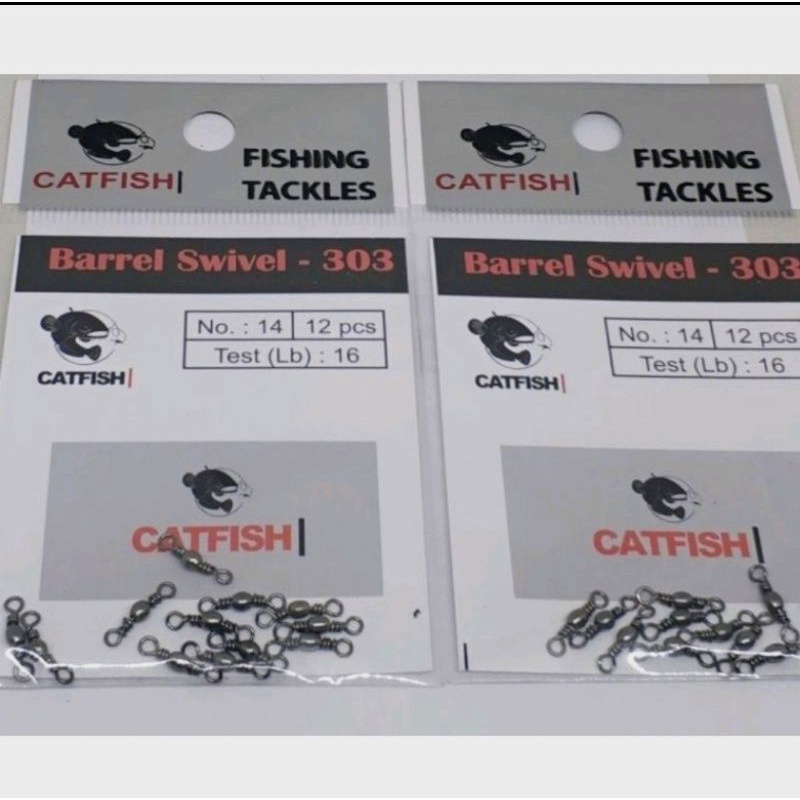 CATFISH
FISHING
TACKLES
Barrel Swivel - 303
No. : 14 12 pcs
Test (Lb) : 16
CATFISH
CATFISH
CATFISH
FISHING
TACKLES
Barrel Swivel - 303
No. : 14 12 pcs
Test (Lb) : 16
CATFISH
CATFISH